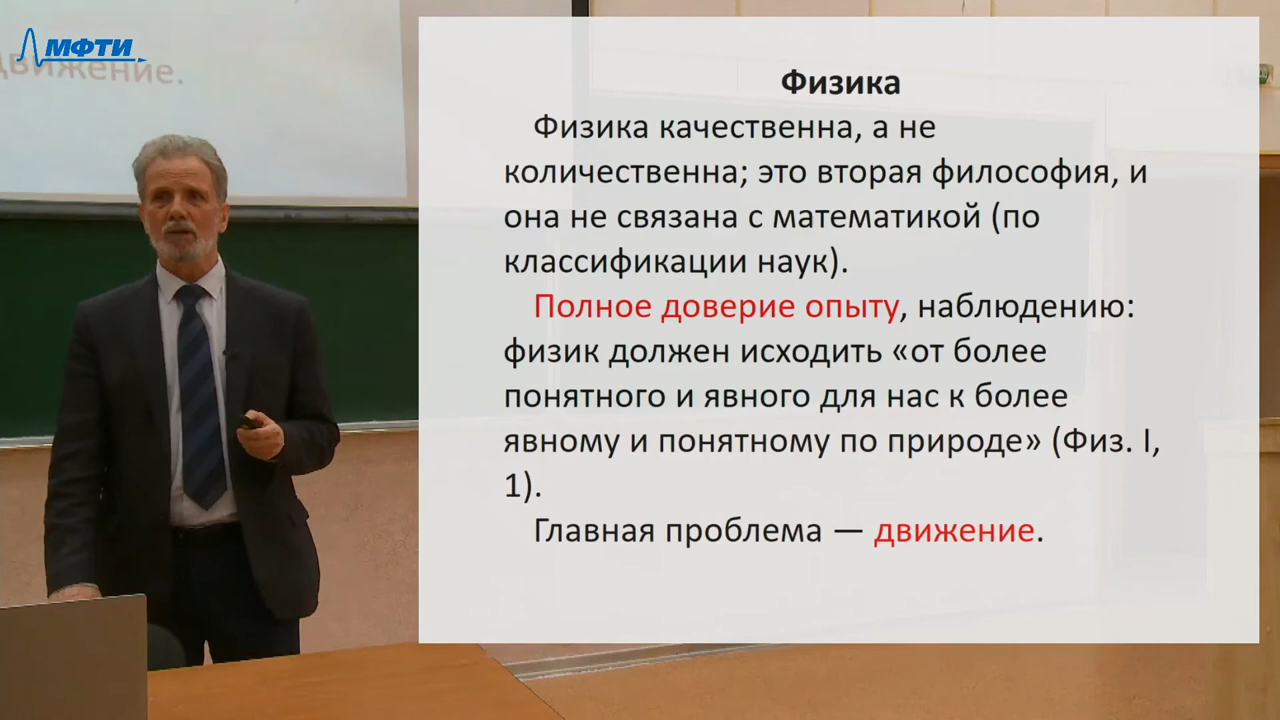 МФТИ
движение.
Физика
Физика качественна, а не
количественна; это вторая философия, и
она не связана с математикой (по
классификации наук).
Полное доверие опыту, наблюдению:
физик должен исходить «от более
понятного и явного для нас к более
явному и понятному по природе» (Физ. I,
1).
Главная проблема — движение.